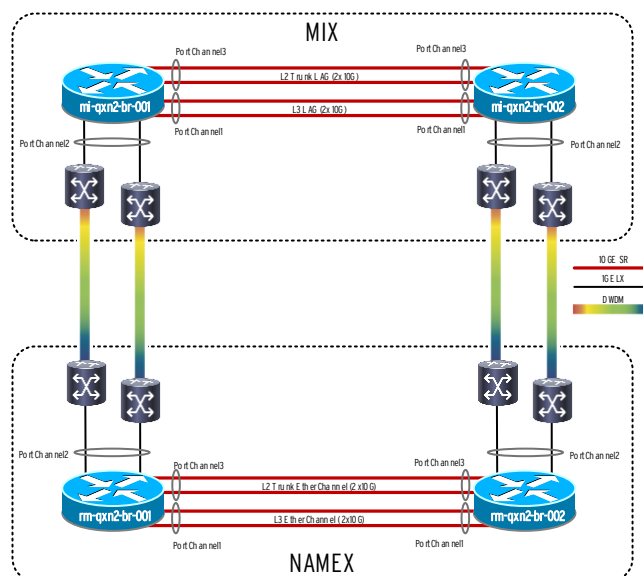 MIX
PortChannel3
PortChannel3
L2 Trunk LAG (2x10G)
mi-qxn2-br-001
mi-qxn2-br-002
L3 LAG (2x10G)
PortChannel1
PortChannel1
PortChannel2
PortChannel2
10GE SR
1GE LX
DWDM
PortChannel2
PortChannel2
PortChannel3
PortChannel3
L2 Trunk EtherChannel (2x10G)
rm-qxn2-br-001
rm-qxn2-br-002
L3 EtherChannel (2x10G)
PortChannel1
PortChannel1
NAMEX